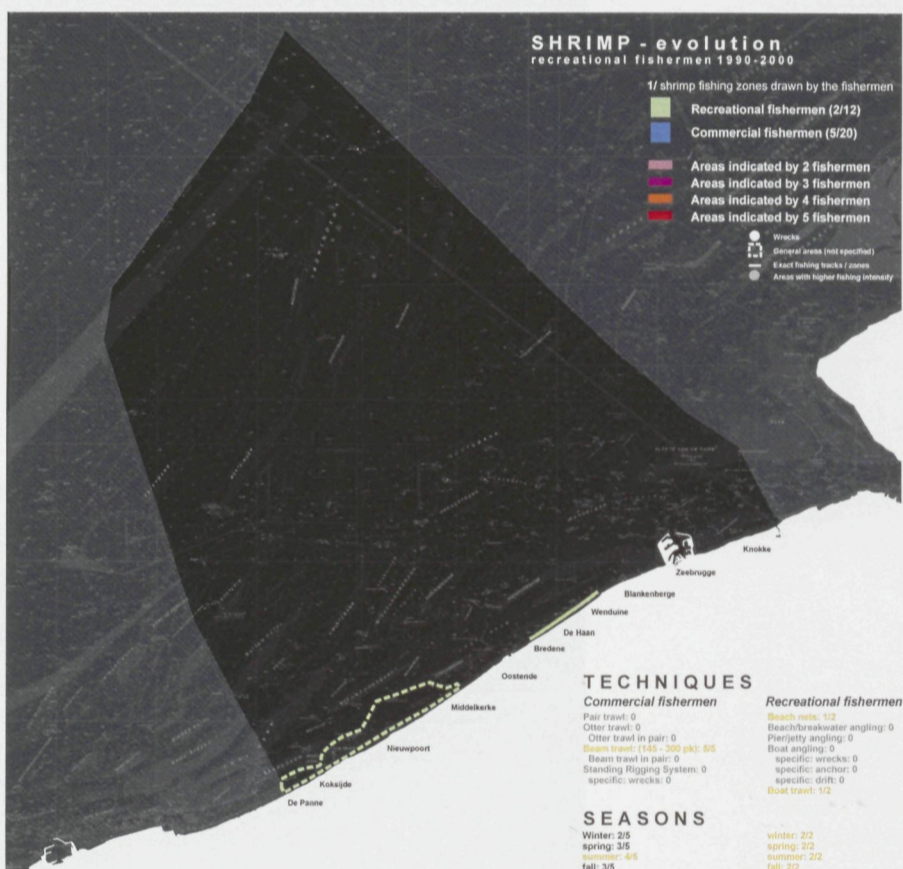 SHRIMP - evolution
recreational fishermen 1990-2000
1/ shrimp fishing zones drawn by the fishermen
Recreational fishermen (2/12)
Commercial fishermen (5/20)
Areas indicated by 2 fishermen
Areas indicated by 3 fishermen
Areas indicated by 4 fishermen
Areas indicated by 5 fishermen
Wrecks
General areas (not specified)
Exact fishing tracks / zones
Areas with higher fishing intensity
Knokke
Zeebrugge
Blankenberge
Wenduine
De Haan
Bredene
Oostende
Middelkerke
Nieuwpoort
Koksijde
De Panne
TECHNIQUES
Commercial fishermen
Pair trawl: 0
Otter trawl: 0
Otter trawl in pair: 0
Beam trawl: (145 - 300 pk): 5/5
Beam trawl in pair: 0
Standing Rigging System: 0
specific: wrecks: 0
Recreational fishermen
Beach nets: 1/2
Beach/breakwater angling: 0
Pier/jetty angling: 0
Boat angling: 0
specific: wrecks: 0
specific: anchor: 0
specific: drift: 0
Boat trawl: 1/2
SEASONS
Winter: 2/5
spring: 3/5
summer: 4/5
fall: 3/5
winter: 2/2
spring: 2/2
summer: 2/2
fall: 2/2